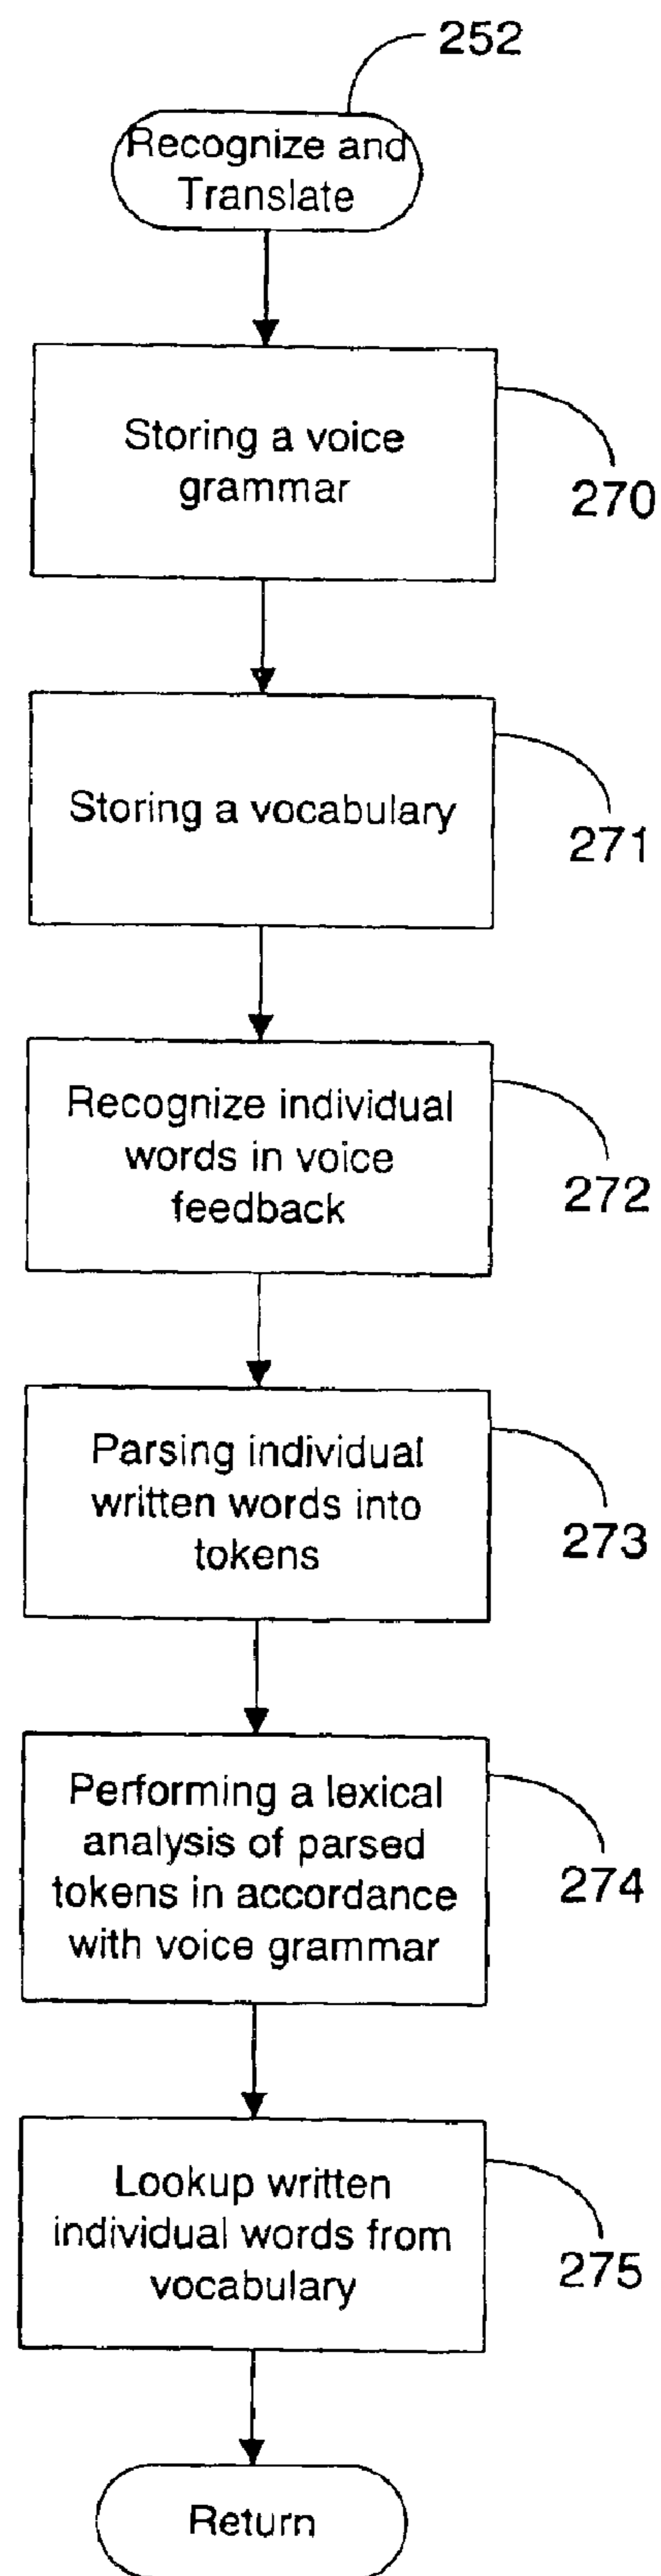 252
Recognize and
Translate
Storing a voice
grammar
270
Storing a vocabulary
271
Recognize individual
words in voice
feedback
272
Parsing individual
written words into
tokens
273
Performing a lexical
analysis of parsed
tokens in accordance
with voice grammar
274
Lookup written
individual words from
vocabulary
275
Return